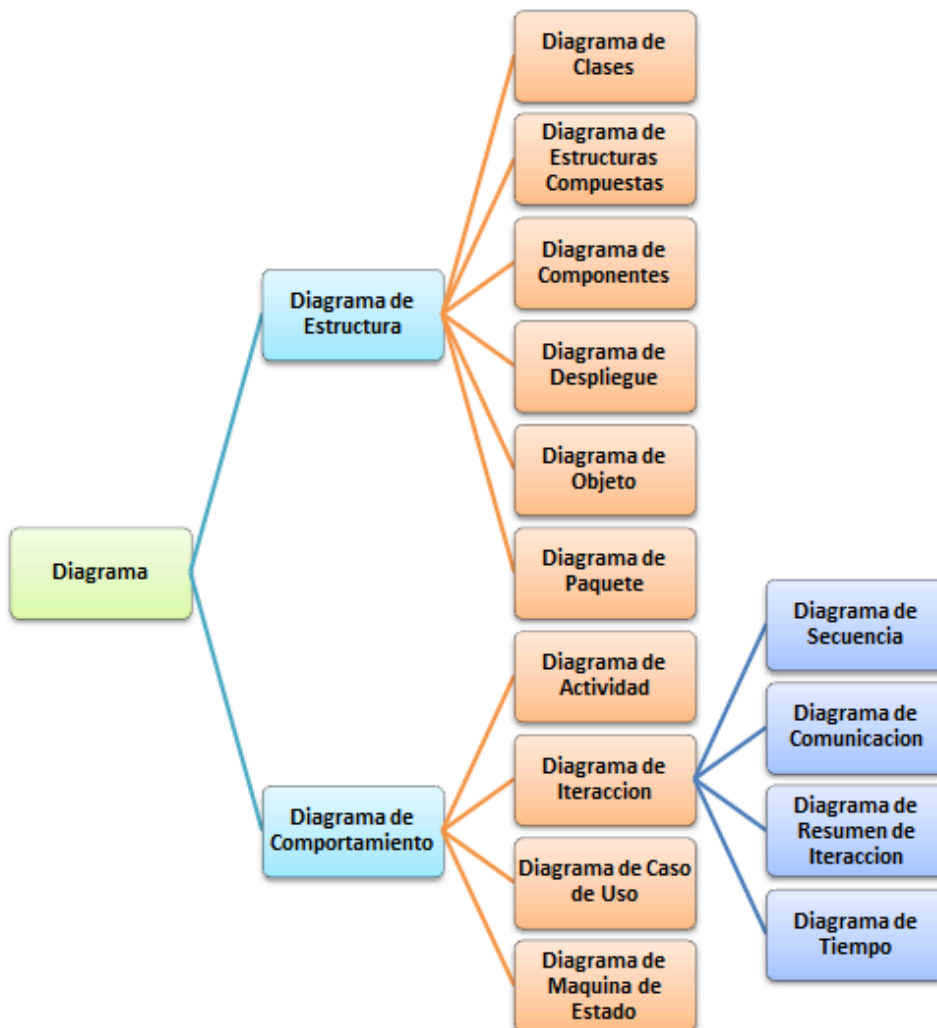 Diagrama
Diagrama de
Estructura
Diagrama de
Clases
Diagrama de
Estructuras
Compuestas
Diagrama de
Componentes
Diagrama de
Despliegue
Diagrama de
Objeto
Diagrama de
Paquete
Diagrama de
Comportamiento
Diagrama de
Actividad
Diagrama de
Iteraccion
Diagrama de
Secuencia
Diagrama de
Comunicacion
Diagrama de
Resumen de
Iteraccion
Diagrama de
Tiempo
Diagrama de Caso
de Uso
Diagrama de
Maquina de
Estado